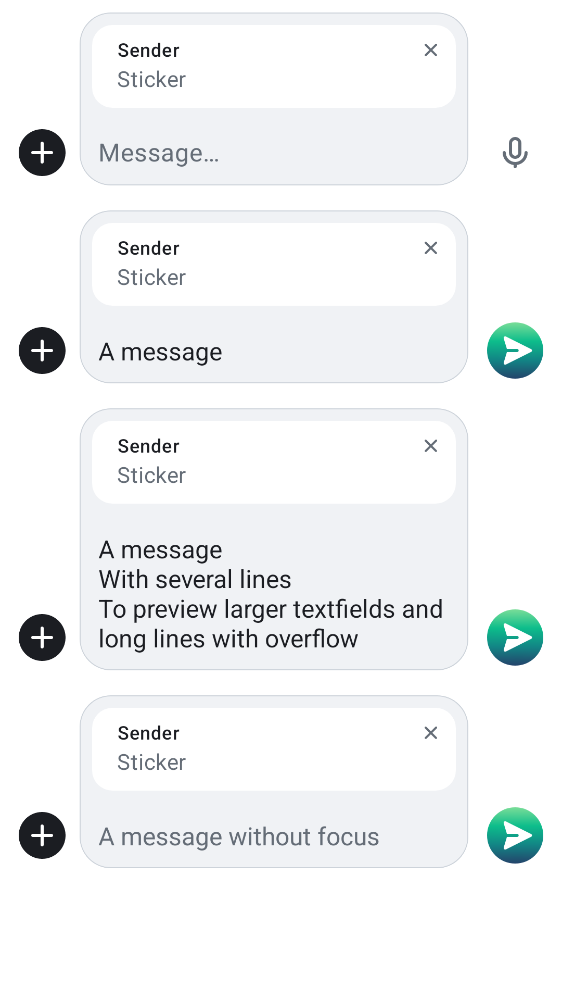 Sender
Sticker
Message…
Sender
Sticker
A message
Sender
Sticker
A message
With several lines
To preview larger textfields and
long lines with overflow
Sender
Sticker
A message without focus